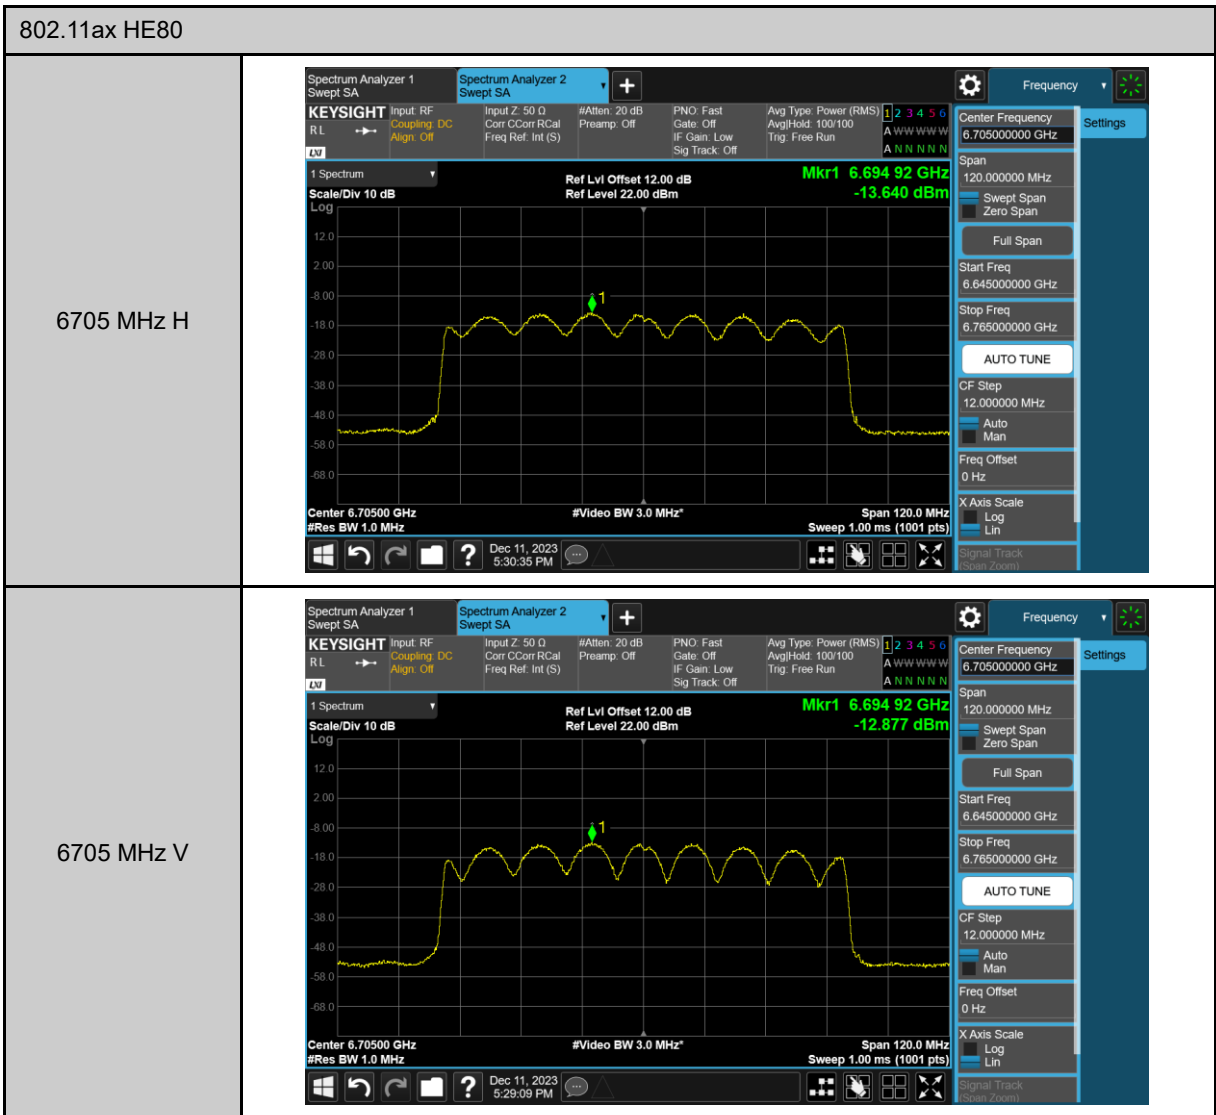 802.11ax HE80
6705 MHz H
Spectrum Analyzer 1
Swept SA
Spectrum Analyzer 2
Swept SA
Frequency
KEYSIGHT
RL
LXI
Input: RF
Coupling: DC
Align: Off
Input Z: 50 Ω
Corr CCorr RCal
Freq Ref: Int (S)
#Atten: 20 dB
Preamp: Off
PNO: Fast
Gate: Off
IF Gain: Low
Sig Track: Off
Avg Type: Power (RMS)
Avg|Hold: 100/100
Trig: Free Run
1 2 3 4 5 6
A W W W W W
A N N N N N
1 Spectrum
Scale/Div 10 dB
Log
Ref Lvl Offset 12.00 dB
Ref Level 22.00 dBm
Mkr1 6.694 92 GHz
-13.640 dBm
12.0
2.00
-8.00
-18.0
-28.0
-38.0
-48.0
-58.0
-68.0
1
Center 6.70500 GHz
#Res BW 1.0 MHz
#Video BW 3.0 MHz*
Span 120.0 MHz
Sweep 1.00 ms (1001 pts)
?
Dec 11, 2023
5:30:35 PM
Center Frequency
6.705000000 GHz
Settings
Span
120.000000 MHz
Swept Span
Zero Span
Full Span
Start Freq
6.645000000 GHz
Stop Freq
6.765000000 GHz
AUTO TUNE
CF Step
12.000000 MHz
Auto
Man
Freq Offset
0 Hz
X Axis Scale
Log
Lin
Signal Track
(Span Zoom)
6705 MHz V
Spectrum Analyzer 1
Swept SA
Spectrum Analyzer 2
Swept SA
Frequency
KEYSIGHT
RL
LXI
Input: RF
Coupling: DC
Align: Off
Input Z: 50 Ω
Corr CCorr RCal
Freq Ref: Int (S)
#Atten: 20 dB
Preamp: Off
PNO: Fast
Gate: Off
IF Gain: Low
Sig Track: Off
Avg Type: Power (RMS)
Avg|Hold: 100/100
Trig: Free Run
1 2 3 4 5 6
A W W W W W
A N N N N N
1 Spectrum
Scale/Div 10 dB
Log
Ref Lvl Offset 12.00 dB
Ref Level 22.00 dBm
Mkr1 6.694 92 GHz
-12.877 dBm
12.0
2.00
-8.00
-18.0
-28.0
-38.0
-48.0
-58.0
-68.0
1
Center 6.70500 GHz
#Res BW 1.0 MHz
#Video BW 3.0 MHz*
Span 120.0 MHz
Sweep 1.00 ms (1001 pts)
?
Dec 11, 2023
5:29:09 PM
Center Frequency
6.705000000 GHz
Settings
Span
120.000000 MHz
Swept Span
Zero Span
Full Span
Start Freq
6.645000000 GHz
Stop Freq
6.765000000 GHz
AUTO TUNE
CF Step
12.000000 MHz
Auto
Man
Freq Offset
0 Hz
X Axis Scale
Log
Lin
Signal Track
(Span Zoom)